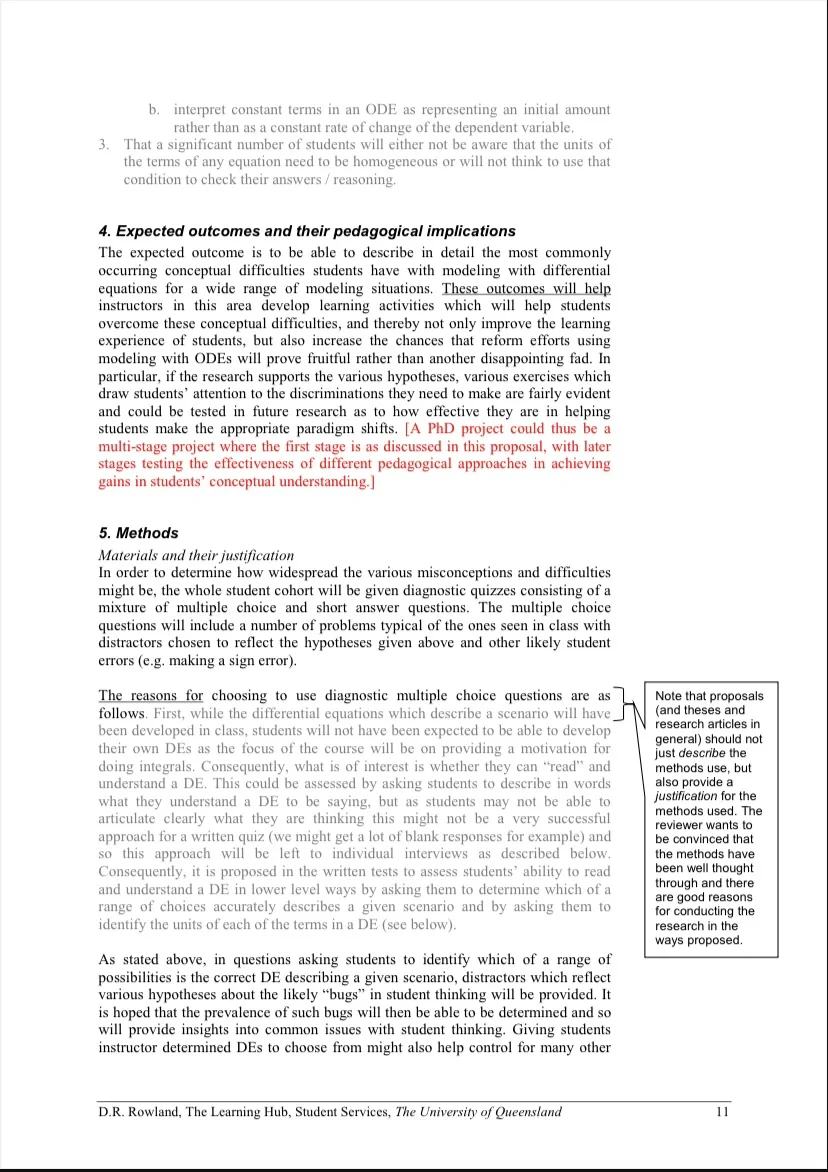 b. interpret constant terms in an ODE as representing an initial amount
rather than as a constant rate of change of the dependent variable.
3. That a significant number of students will either not be aware that the units of
the terms of any equation need to be homogeneous or will not think to use that
condition to check their answers / reasoning.
4. Expected outcomes and their pedagogical implications
The expected outcome is to be able to describe in detail the most commonly
occurring conceptual difficulties students have with modeling with differential
equations for a wide range of modeling situations. These outcomes will help
instructors in this area develop learning activities which will help students
overcome these conceptual difficulties, and thereby not only improve the learning
experience of students, but also increase the chances that reform efforts using
modeling with ODEs will prove fruitful rather than another disappointing fad. In
particular, if the research supports the various hypotheses, various exercises which
draw students' attention to the discriminations they need to make are fairly evident
and could be tested in future research as to how effective they are in helping
students make the appropriate paradigm shifts. [A PhD project could thus be a
multi-stage project where the first stage is as discussed in this proposal, with later
stages testing the effectiveness of different pedagogical approaches in achieving
gains in students' conceptual understanding.]
5. Methods
Materials and their justification
In order to determine how widespread the various misconceptions and difficulties
might be, the whole student cohort will be given diagnostic quizzes consisting of a
mixture of multiple choice and short answer questions. The multiple choice
questions will include a number of problems typical of the ones seen in class with
distractors chosen to reflect the hypotheses given above and other likely student
errors (e.g. making a sign error).
The reasons for choosing to use diagnostic multiple choice questions are as
follows. First, while the differential equations which describe a scenario will have
been developed in class, students will not have been expected to be able to develop
their own DEs as the focus of the course will be on providing a motivation for
doing integrals. Consequently, what is of interest is whether they can "read" and
understand a DE. This could be assessed by asking students to describe in words
what they understand a DE to be saying, but as students may not be able to
articulate clearly what they are thinking this might not be a very successful
approach for a written quiz (we might get a lot of blank responses for example) and
so this approach will be left to individual interviews as described below.
Consequently, it is proposed in the written tests to assess students' ability to read
and understand a DE in lower level ways by asking them to determine which of a
range of choices accurately describes a given scenario and by asking them to
identify the units of each of the terms in a DE (see below).
As stated above, in questions asking students to identify which of a range of
possibilities is the correct DE describing a given scenario, distractors which reflect
various hypotheses about the likely "bugs" in student thinking will be provided. It
is hoped that the prevalence of such bugs will then be able to be determined and so
will provide insights into common issues with student thinking. Giving students
instructor determined DEs to choose from might also help control for many other
Note that proposals
(and theses and
research articles in
general) should not
just describe the
methods use, but
also provide a
justification for the
methods used. The
reviewer wants to
be convinced that
the methods have
been well thought
through and there
are good reasons
for conducting the
research in the
ways proposed.
D.R. Rowland, The Learning Hub, Student Services, The University of Queensland
11